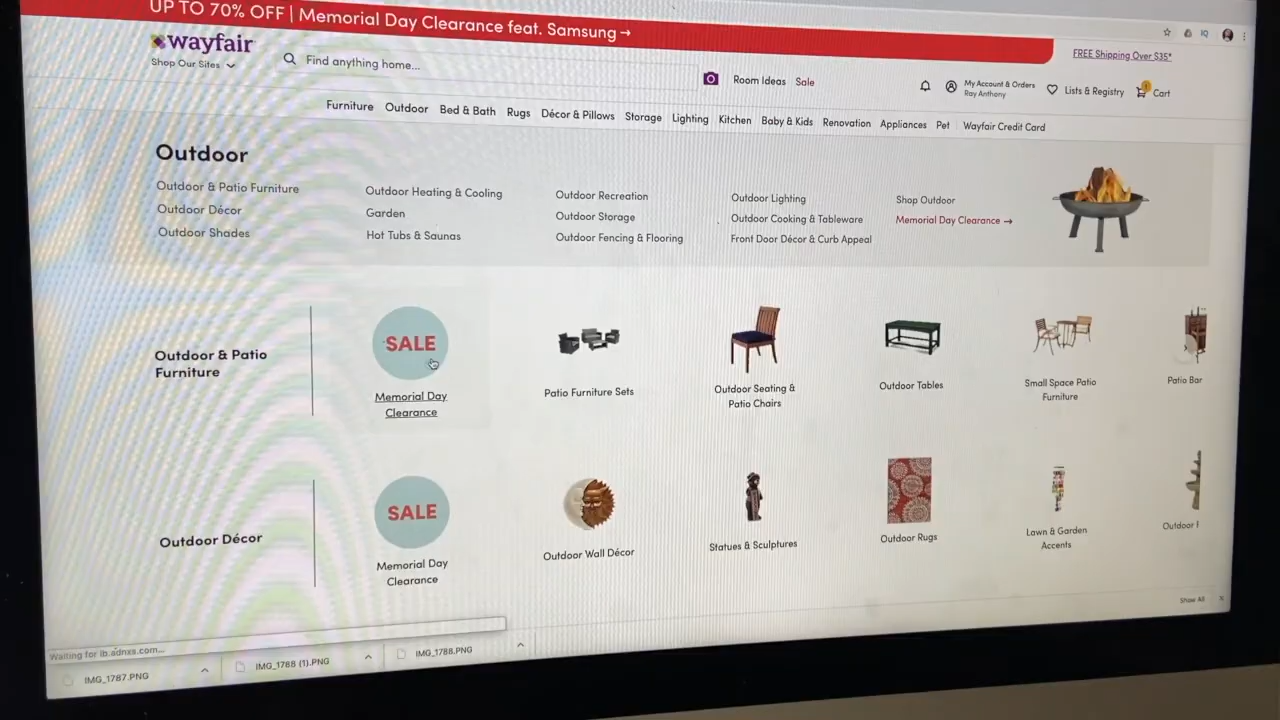 UP TO 70% OFF | Memorial Day Clearance feat. Samsung →
FREE Shipping Over $35*
wayfair
Shop Our Sites
Find anything home...
Room Ideas Sale
My Account & Orders
Ray Anthony
Lists & Registry
1
Cart
Furniture Outdoor Bed & Bath Rugs Décor & Pillows Storage Lighting Kitchen Baby & Kids Renovation Appliances Pet Wayfair Credit Card
Outdoor
Outdoor & Patio Furniture
Outdoor Décor
Outdoor Shades
Outdoor Heating & Cooling
Garden
Hot Tubs & Saunas
Outdoor Recreation
Outdoor Storage
Outdoor Fencing & Flooring
Outdoor Lighting
Outdoor Cooking & Tableware
Front Door Décor & Curb Appeal
Shop Outdoor
Memorial Day Clearance →
Outdoor & Patio
Furniture
SALE
Memorial Day
Clearance
Patio Furniture Sets
Outdoor Seating &
Patio Chairs
Outdoor Tables
Small Space Patio
Furniture
Patio Bar
Outdoor Décor
SALE
Memorial Day
Clearance
Outdoor Wall Décor
Statues & Sculptures
Outdoor Rugs
Lawn & Garden
Accents
Outdoor
Show All
Waiting for ib.adnxs.com...
IMG_1787.PNG
IMG_1788 (1).PNG
IMG_1788.PNG